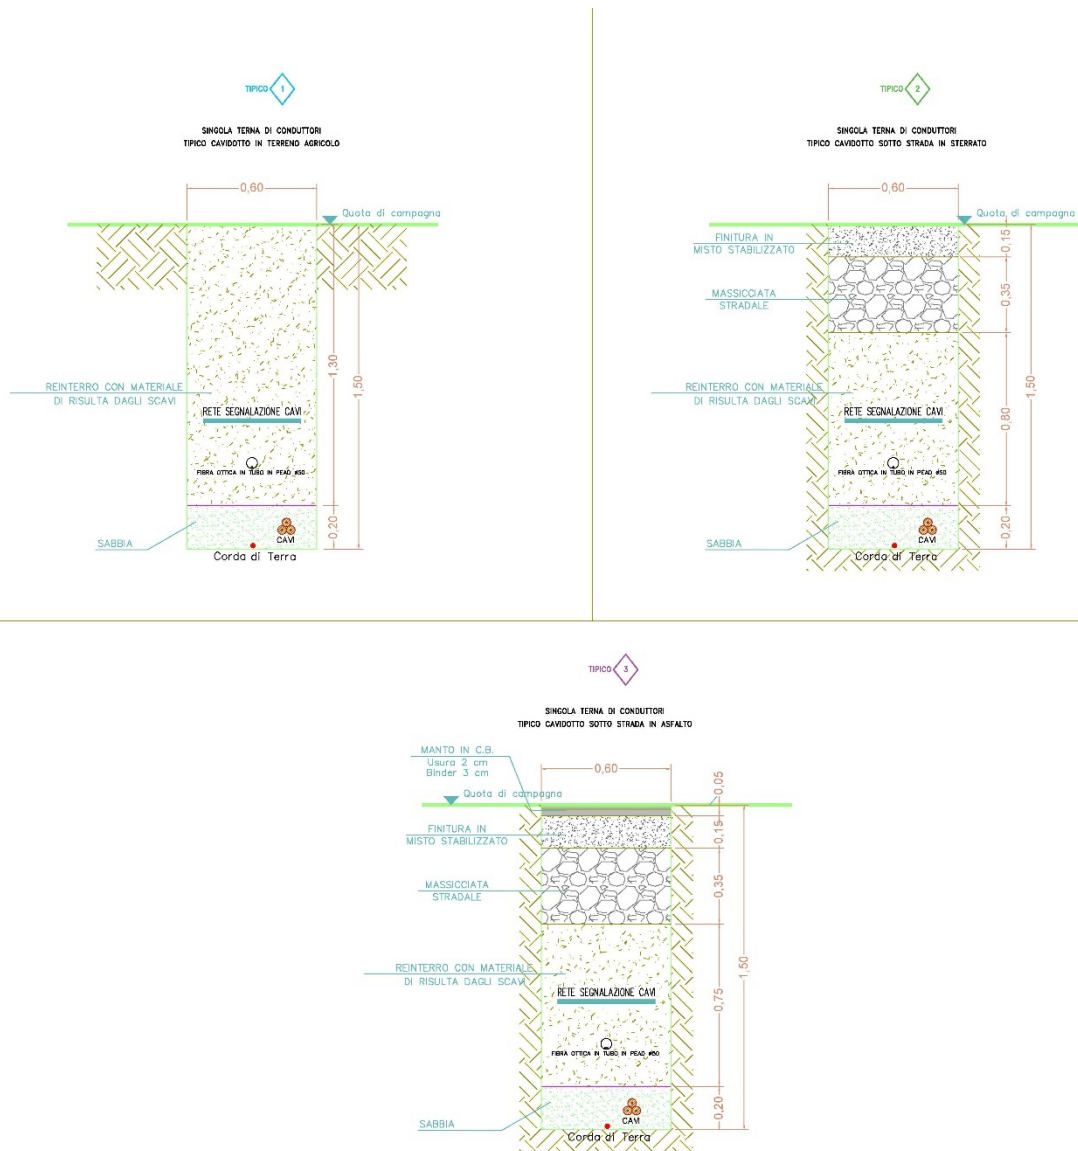 TIPICO 1
SINGOLA TERNA DI CONDUTTORI
TIPICO CAVIDOTTO IN TERRENO AGRICOLO
0,60
Quota di campagna
1,30
1,50
REINTERRO CON MATERIALE
DI RISULTA DAGLI SCAVI
RETE SEGNALAZIONE CAVI
FIBRA OTTICA IN TUBO IN PEAD ø50
0,20
SABBIA
CAVI
Corda di Terra
TIPICO 2
SINGOLA TERNA DI CONDUTTORI
TIPICO CAVIDOTTO SOTTO STRADA IN STERRATO
0,60
Quota di campagna
FINITURA IN
MISTO STABILIZZATO
0,15
MASSICCIATA
STRADALE
0,35
1,50
REINTERRO CON MATERIALE
DI RISULTA DAGLI SCAVI
RETE SEGNALAZIONE CAVI
0,80
FIBRA OTTICA IN TUBO IN PEAD ø50
0,20
SABBIA
CAVI
Corda di Terra
TIPICO 3
SINGOLA TERNA DI CONDUTTORI
TIPICO CAVIDOTTO SOTTO STRADA IN ASFALTO
MANTO IN C.B.
Usura 2 cm
Binder 3 cm
0,60
0,05
Quota di campagna
FINITURA IN
MISTO STABILIZZATO
0,15
MASSICCIATA
STRADALE
0,35
1,50
REINTERRO CON MATERIALE
DI RISULTA DAGLI SCAVI
RETE SEGNALAZIONE CAVI
0,75
FIBRA OTTICA IN TUBO IN PEAD ø50
0,20
SABBIA
CAVI
Corda di Terra